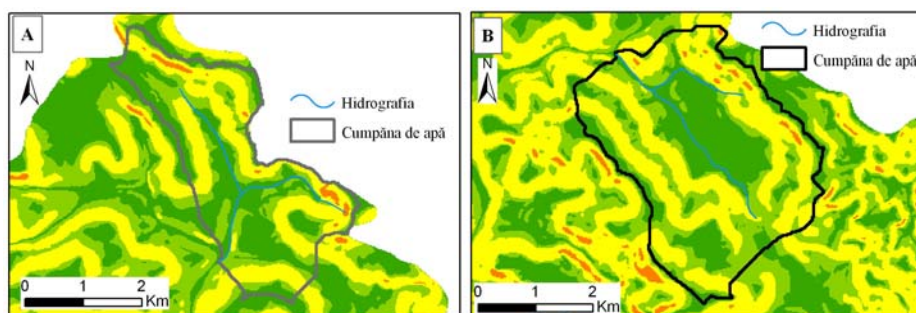 A
N
Hidrografia
Cumpăna de apă
0 1 2
Km
B
N
Hidrografia
Cumpăna de apă
0 1 2
Km